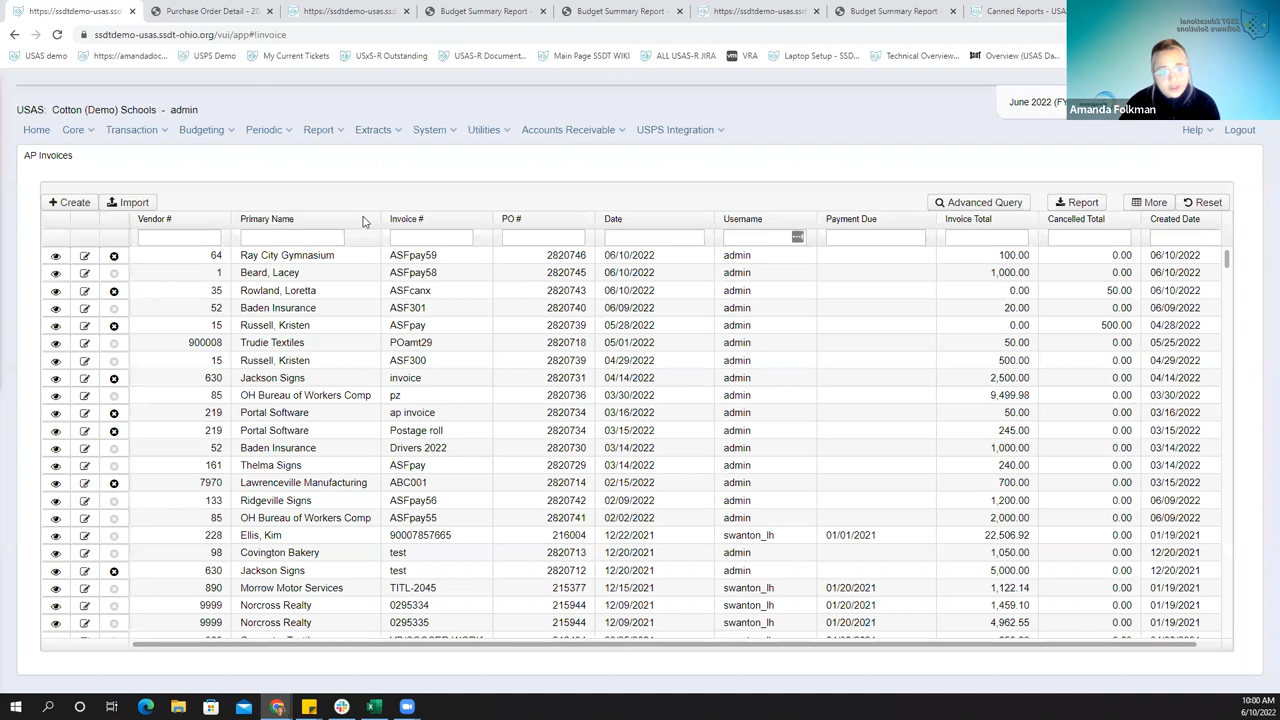 https://ssdtdemo-usas.ssd Purchase Order Detail - 20 https://ssdtdemo-usas.ssdt Budget Summary Report - Budget Summary Report - https://ssdtdemo-usas.ssdt Budget Summary Report - Canned Reports - USA
ssdtdemo-usas.ssdt-ohio.org/vui/app#!invoice
USAS demo https://amandadoc... USPS Demo My Current Tickets USxS-R Outstanding USAS-R Document... Main Page SSDT WIKI ALL USAS-R JIRA vm VRA Laptop Setup - SSD... Technical Overview... Overview (USAS Da...
SSDT Educational Software Solutions
Amanda Folkman
USAS: Cotton (Demo) Schools - admin
June 2022 (FY
Home Core Transaction Budgeting Periodic Report Extracts System Utilities Accounts Receivable USPS Integration Help Logout
AP Invoices
Create Import Advanced Query Report More Reset
Vendor # Primary Name Invoice # PO # Date Username Payment Due Invoice Total Cancelled Total Created Date
64 Ray City Gymnasium ASFpay59 2820746 06/10/2022 admin 100.00 0.00 06/10/2022
1 Beard, Lacey ASFpay58 2820745 06/10/2022 admin 1,000.00 0.00 06/10/2022
35 Rowland, Loretta ASFcanx 2820743 06/10/2022 admin 0.00 50.00 06/10/2022
52 Baden Insurance ASF301 2820740 06/09/2022 admin 20.00 0.00 06/09/2022
15 Russell, Kristen ASFpay 2820739 05/28/2022 admin 0.00 500.00 04/28/2022
900008 Trudie Textiles POamt29 2820718 05/01/2022 admin 50.00 0.00 05/25/2022
15 Russell, Kristen ASF300 2820739 04/29/2022 admin 500.00 0.00 04/29/2022
630 Jackson Signs invoice 2820731 04/14/2022 admin 2,500.00 0.00 04/14/2022
85 OH Bureau of Workers Comp pz 2820736 03/30/2022 admin 9,499.98 0.00 03/30/2022
219 Portal Software ap invoice 2820734 03/16/2022 admin 50.00 0.00 03/16/2022
219 Portal Software Postage roll 2820734 03/15/2022 admin 245.00 0.00 03/15/2022
52 Baden Insurance Drivers 2022 2820730 03/14/2022 admin 1,000.00 0.00 03/14/2022
161 Thelma Signs ASFpay 2820729 03/14/2022 admin 240.00 0.00 03/14/2022
7970 Lawrenceville Manufacturing ABC001 2820714 02/15/2022 admin 700.00 0.00 03/15/2022
133 Ridgeville Signs ASFpay56 2820742 02/09/2022 admin 1,200.00 0.00 06/09/2022
85 OH Bureau of Workers Comp ASFpay55 2820741 02/02/2022 admin 2,000.00 0.00 06/09/2022
228 Ellis, Kim 90007857665 216004 12/22/2021 swanton_lh 01/01/2021 22,506.92 0.00 01/19/2021
98 Covington Bakery test 2820713 12/20/2021 admin 1,050.00 0.00 12/20/2021
630 Jackson Signs test 2820712 12/20/2021 admin 5,000.00 0.00 12/20/2021
890 Morrow Motor Services TITL-2045 215377 12/15/2021 swanton_lh 01/20/2021 1,122.14 0.00 01/19/2021
9999 Norcross Realty 0295334 215944 12/09/2021 swanton_lh 01/20/2021 1,459.10 0.00 01/19/2021
9999 Norcross Realty 0295337 215944 12/09/2021 swanton_lh 01/20/2021 4,962.55 0.00 01/19/2021
10:00 AM
6/10/2022